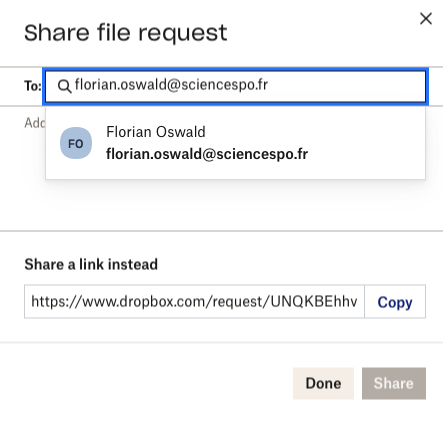 Share file request
To: florian.oswald@sciencespo.fr
Add
FO
Florian Oswald
florian.oswald@sciencespo.fr
Share a link instead
https://www.dropbox.com/request/UNQKBEhhv
Copy
Done
Share